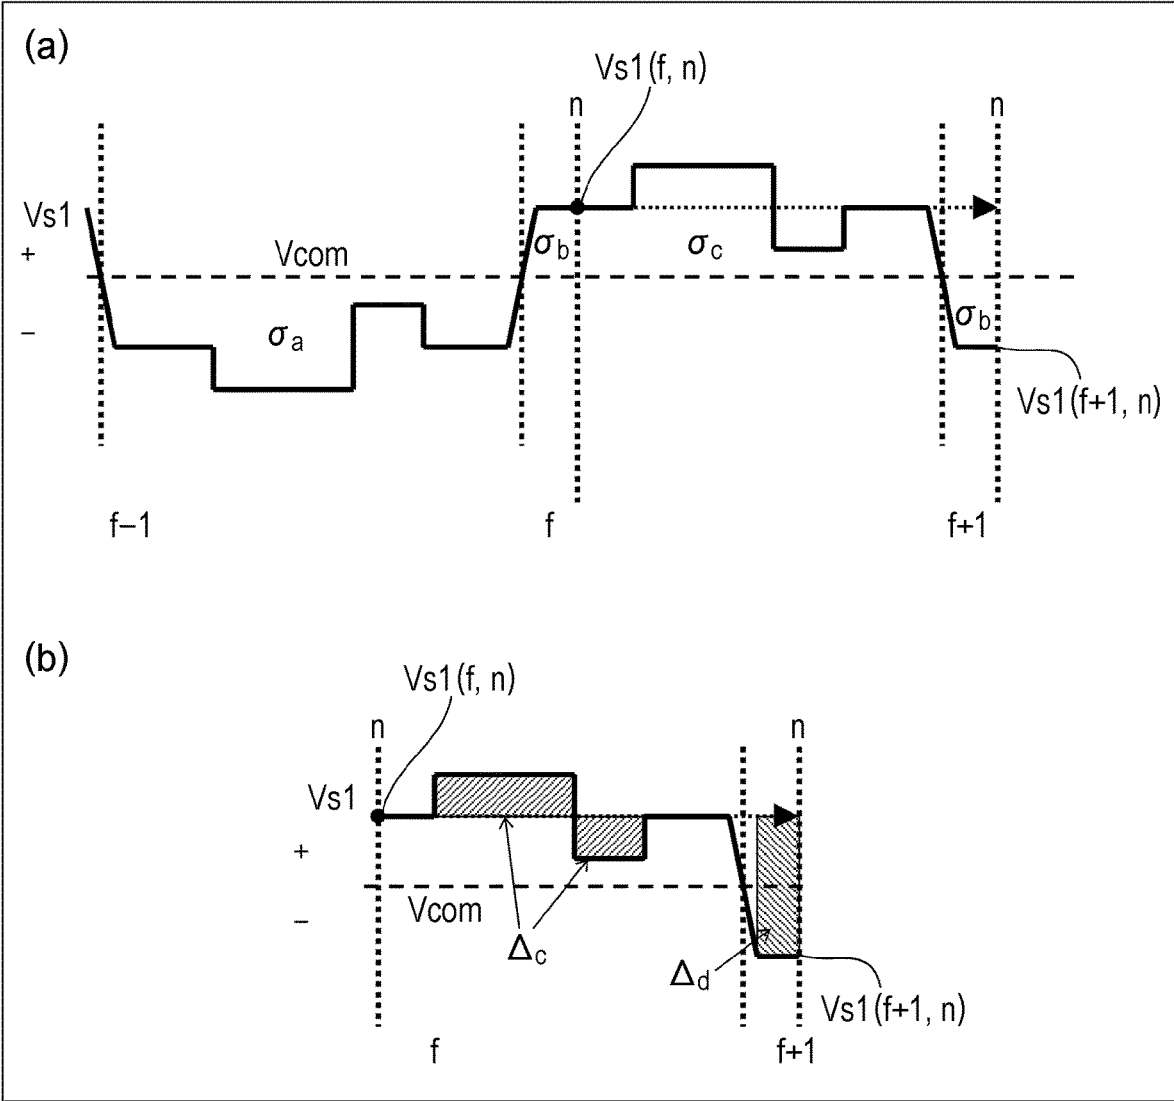 (a)
Vs1(f, n)
n
n
Vs1
+
Vcom
σb
σc
−
σa
σb
Vs1(f+1, n)
f−1
f
f+1
(b)
Vs1(f, n)
n
n
Vs1
+
Vcom
−
Δc
Δd
Vs1(f+1, n)
f
f+1